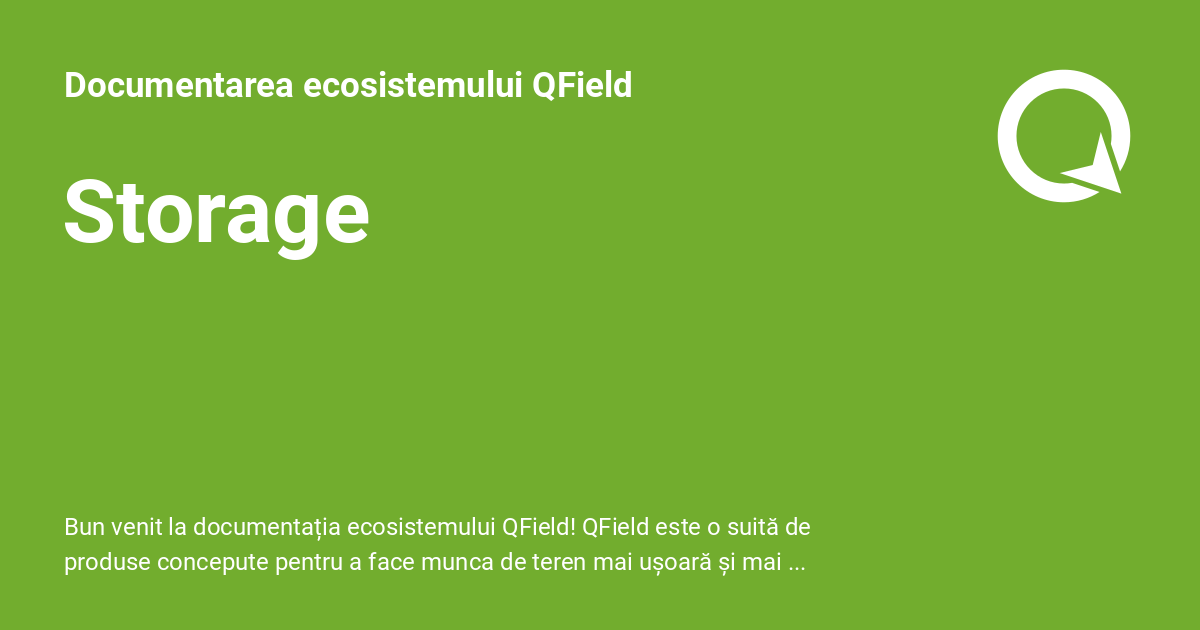 Documentarea ecosistemului QField
Storage
Bun venit la documentația ecosistemului QField! QField este o suită de
produse concepute pentru a face munca de teren mai ușoară și mai ...